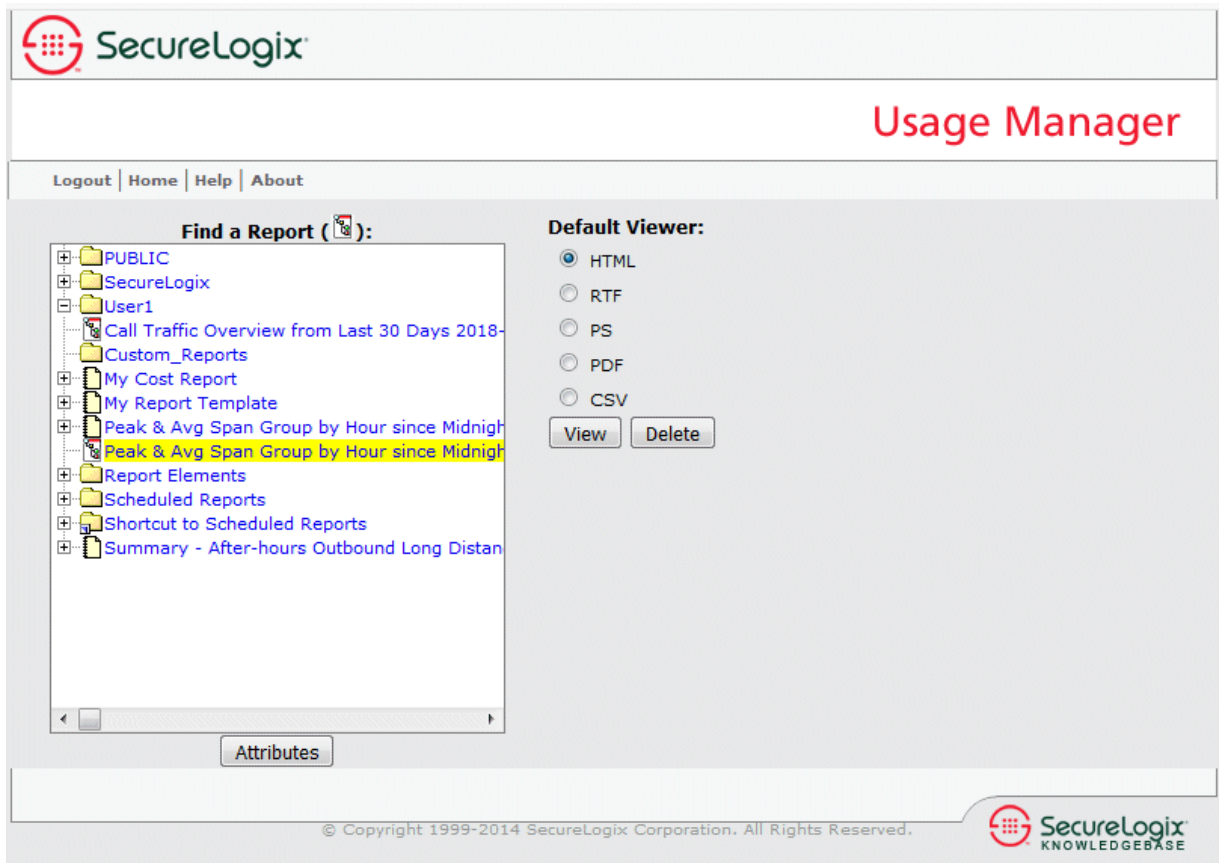 SecureLogix
Usage Manager
Logout | Home | Help | About
Find a Report ( ):
PUBLIC
SecureLogix
User1
Call Traffic Overview from Last 30 Days 2018-
Custom_Reports
My Cost Report
My Report Template
Peak & Avg Span Group by Hour since Midnigh
Peak & Avg Span Group by Hour since Midnigh
Report Elements
Scheduled Reports
Shortcut to Scheduled Reports
Summary - After-hours Outbound Long Distan
Attributes
Default Viewer:
HTML
RTF
PS
PDF
CSV
View
Delete
© Copyright 1999-2014 SecureLogix Corporation. All Rights Reserved.
SecureLogix
KNOWLEDGEBASE